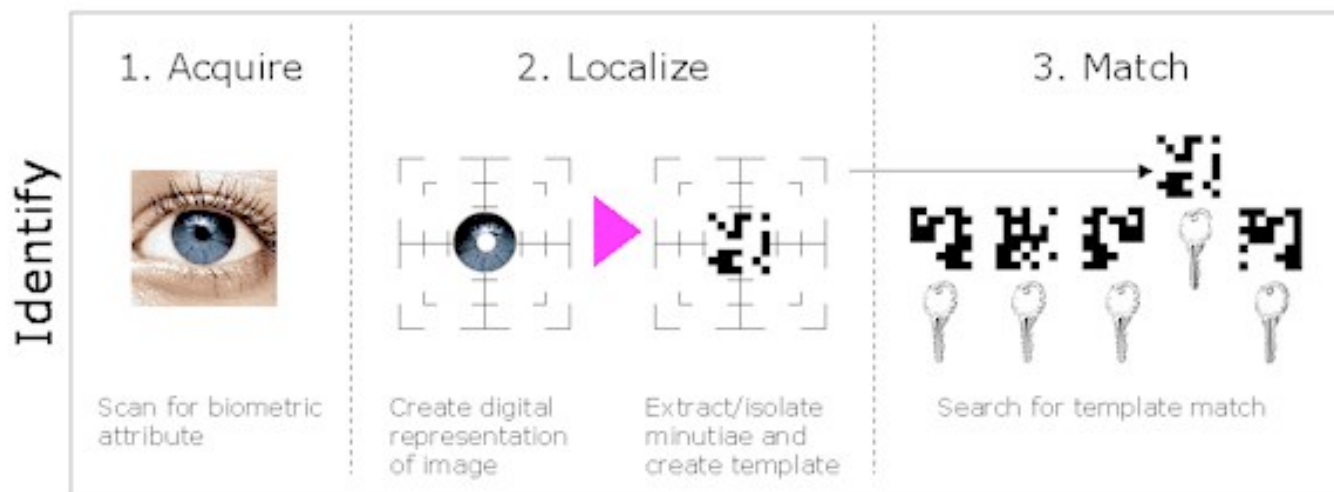 Identify
1. Acquire
2. Localize
3. Match
Scan for biometric
attribute
Create digital
representation
of image
Extract/isolate
minutiae and
create template
Search for template match